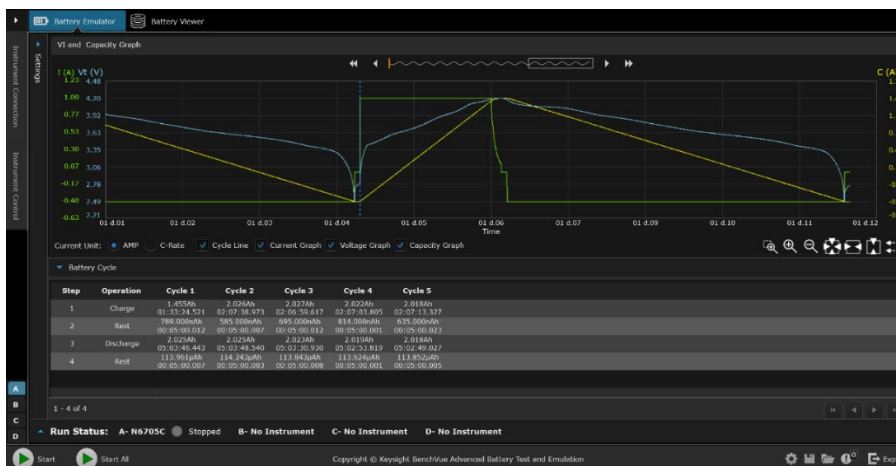 Battery Emulator
Battery Viewer
Instrument Connection
Instrument Control
Settings
VI and Capacity Graph
I (A) Vt (V)
C (A
1.23 4.48
1.00 4.20
0.77 3.92
0.53 3.63
0.30 3.35
0.07 3.06
-0.17 2.78
-0.40 2.49
-0.63 2.21
01 d.01 01 d.02 01 d.03 01 d.04 01 d.05 01 d.06 01 d.07 01 d.08 01 d.09 01 d.10 01 d.11 01 d.12
Time
Current Unit: AMP C-Rate Cycle Line Current Graph Voltage Graph Capacity Graph
Battery Cycle
Step Operation Cycle 1 Cycle 2 Cycle 3 Cycle 4 Cycle 5
1 Charge 1.455Ah 2.026Ah 2.027Ah 2.022Ah 2.018Ah
01:33:24.521 02:07:38.973 02:06:59.617 02:07:03.805 02:07:13.327
2 Rest 789.000nAh 585.000nAh 695.000nAh 814.000nAh 635.000nAh
00:05:00.012 00:05:00.007 00:05:00.012 00:05:00.001 00:05:00.023
3 Discharge 2.025Ah 2.025Ah 2.023Ah 2.019Ah 2.018Ah
05:03:46.443 05:03:48.540 05:03:30.930 05:02:53.819 05:02:49.027
4 Rest 113.961µAh 114.243µAh 113.843µAh 113.624µAh 113.852µAh
00:05:00.007 00:05:00.003 00:05:00.008 00:05:00.001 00:05:00.005
1 - 4 of 4
A
B
C
D
Run Status: A- N6705C Stopped B- No Instrument C- No Instrument D- No Instrument
Start Start All Copyright © Keysight BenchVue Advanced Battery Test and Emulation Exp